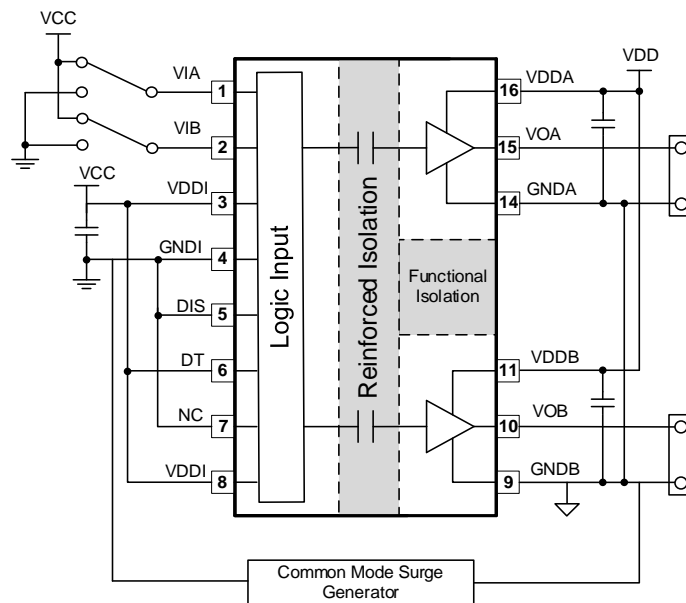 VCC
VDD
VIA
1
16
VDDA
VIB
2
15
VOA
VCC
VDDI
3
14
GNDA
GNDI
4
Logic Input
Reinforced Isolation
Functional
Isolation
DIS
5
DT
6
11
VDDB
NC
7
10
VOB
VDDI
8
9
GNDB
Common Mode Surge
Generator